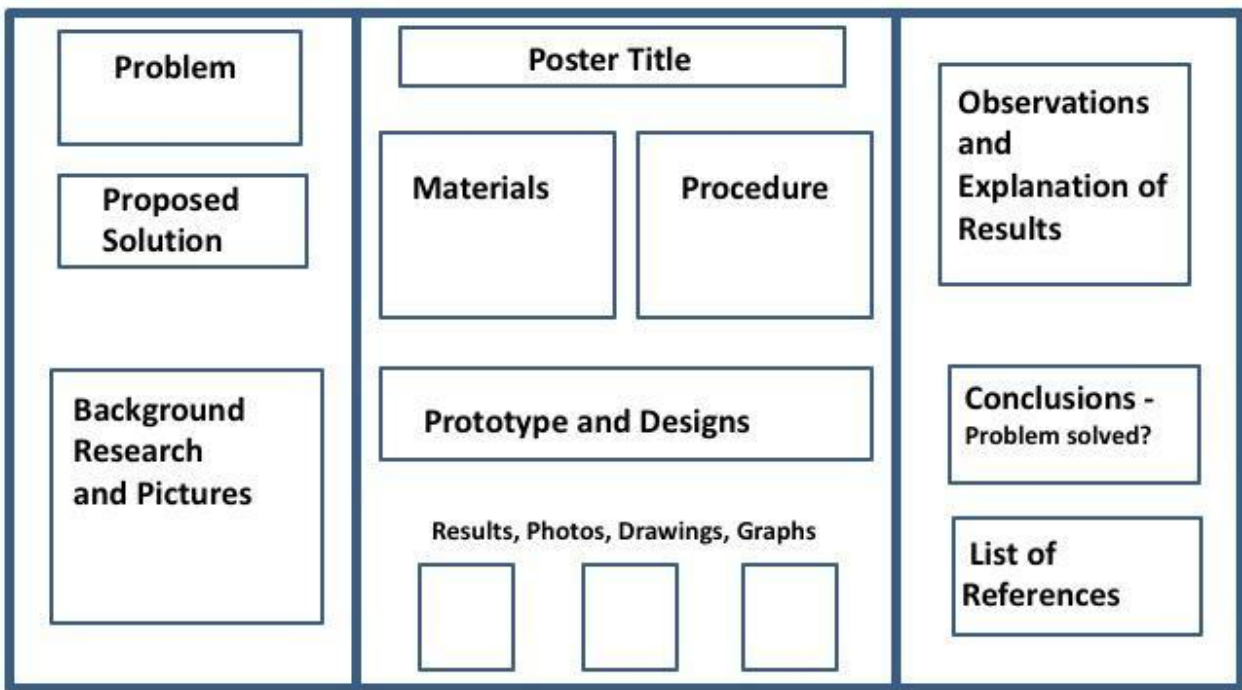 Problem
Proposed
Solution
Background
Research
and Pictures
Poster Title
Materials
Procedure
Prototype and Designs
Results, Photos, Drawings, Graphs
Observations
and
Explanation of
Results
Conclusions -
Problem solved?
List of
References